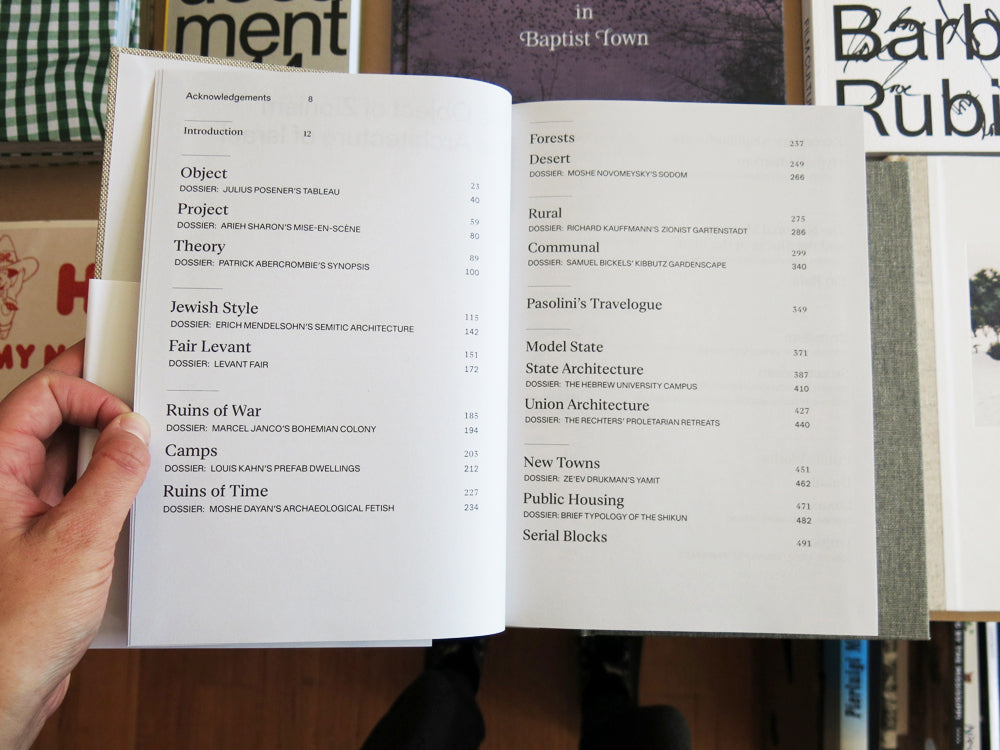 ment
in
Baptist Town
Barb
Rubi
H
MY N
Acknowledgements 8
Introduction 12
Object 23
DOSSIER: JULIUS POSENER'S TABLEAU 40
Project 59
DOSSIER: ARIEH SHARON'S MISE-EN-SCÈNE 80
Theory 89
DOSSIER: PATRICK ABERCROMBIE'S SYNOPSIS 100
Jewish Style 115
DOSSIER: ERICH MENDELSOHN'S SEMITIC ARCHITECTURE 142
Fair Levant 151
DOSSIER: LEVANT FAIR 172
Ruins of War 185
DOSSIER: MARCEL JANCO'S BOHEMIAN COLONY 194
Camps 203
DOSSIER: LOUIS KAHN'S PREFAB DWELLINGS 212
Ruins of Time 227
DOSSIER: MOSHE DAYAN'S ARCHAEOLOGICAL FETISH 234
Forests 237
Desert 249
DOSSIER: MOSHE NOVOMEYSKY'S SODOM 266
Rural 275
DOSSIER: RICHARD KAUFFMANN'S ZIONIST GARTENSTADT 286
Communal 299
DOSSIER: SAMUEL BICKELS' KIBBUTZ GARDENSCAPE 340
Pasolini's Travelogue 349
Model State 371
State Architecture 387
DOSSIER: THE HEBREW UNIVERSITY CAMPUS 410
Union Architecture 427
DOSSIER: THE RECHTERS' PROLETARIAN RETREATS 440
New Towns 451
DOSSIER: ZE'EV DRUKMAN'S YAMIT 462
Public Housing 471
DOSSIER: BRIEF TYPOLOGY OF THE SHIKUN 482
Serial Blocks 491
Pierluigi